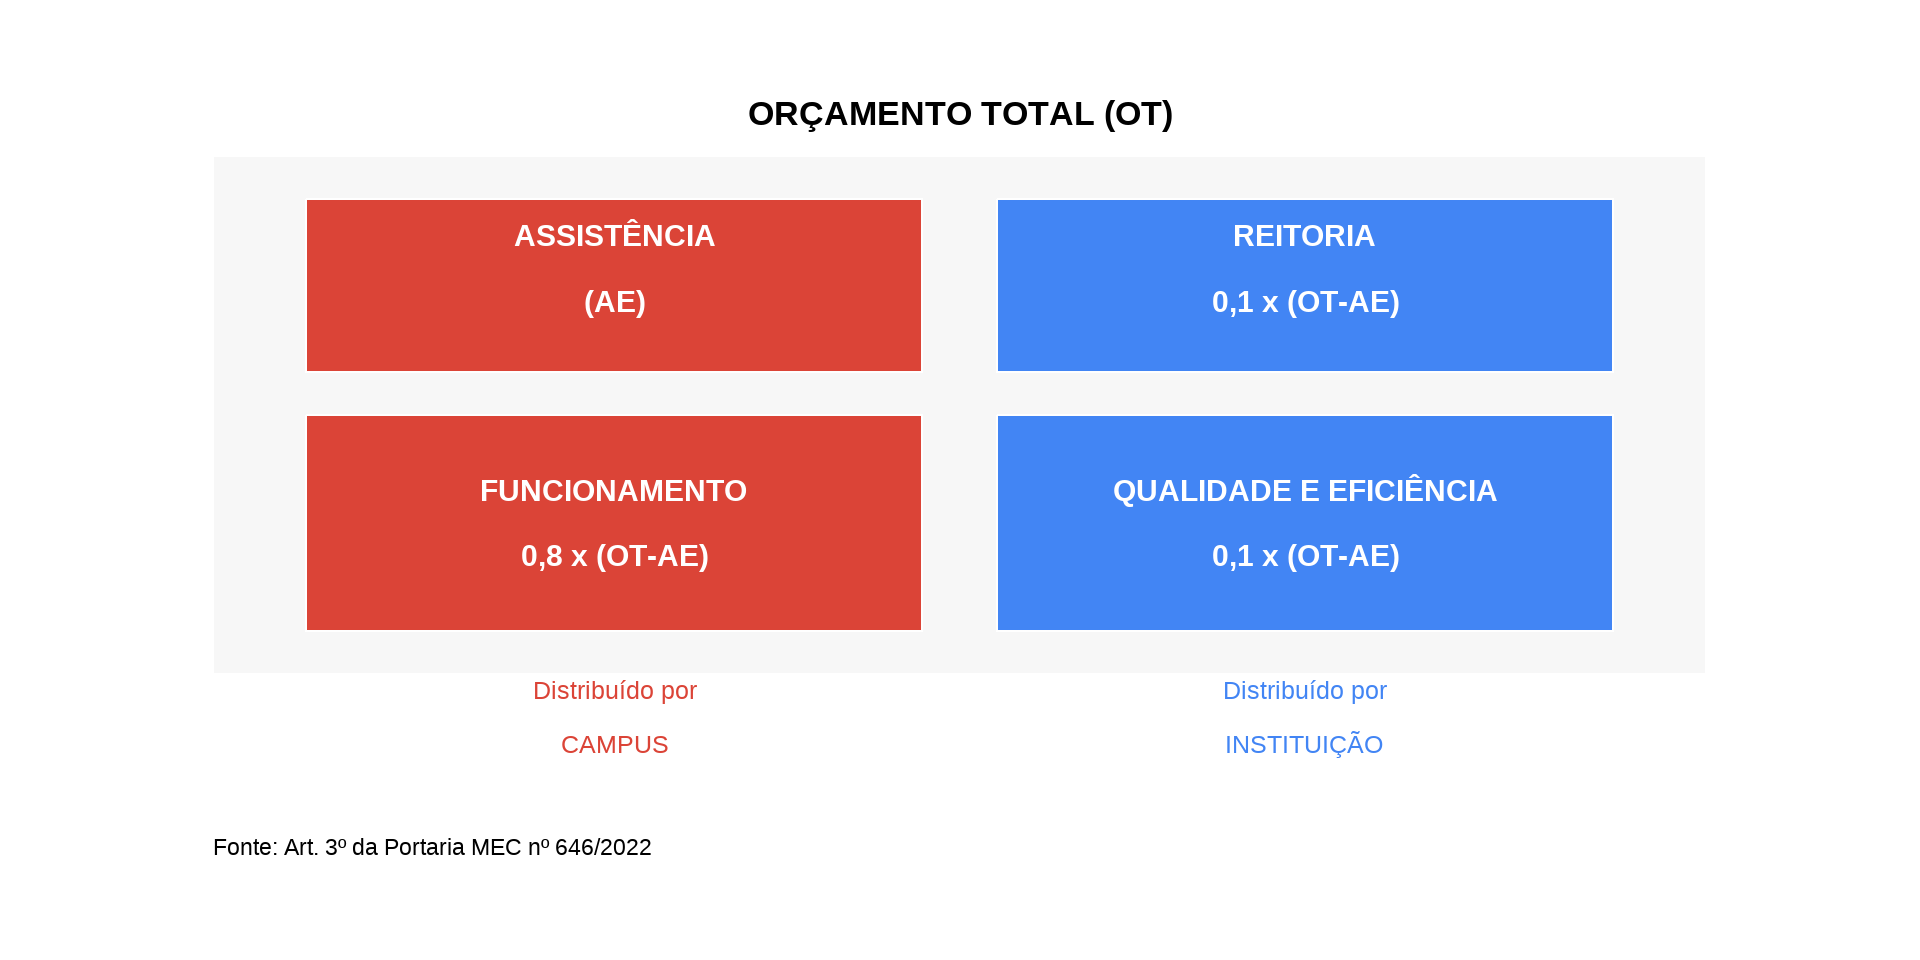 ORÇAMENTO TOTAL (OT)
ASSISTÊNCIA
(AE)
REITORIA
0,1 x (OT-AE)
FUNCIONAMENTO
0,8 x (OT-AE)
QUALIDADE E EFICIÊNCIA
0,1 x (OT-AE)
Distribuído por
CAMPUS
Distribuído por
INSTITUIÇÃO
Fonte: Art. 3º da Portaria MEC nº 646/2022